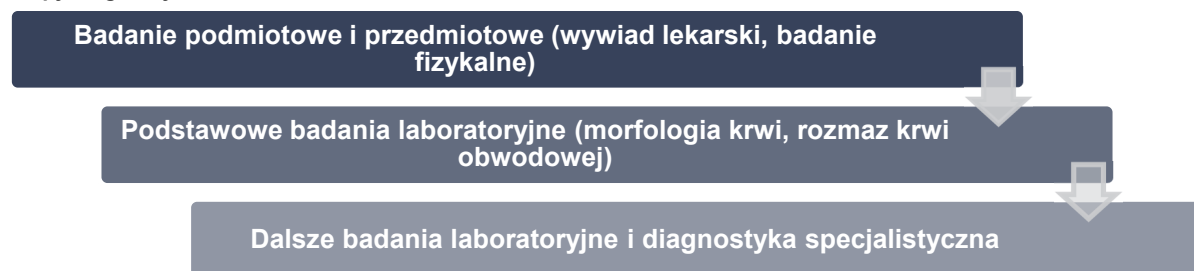 Badanie podmiotowe i przedmiotowe (wywiad lekarski, badanie
fizykalne)
Podstawowe badania laboratoryjne (morfologia krwi, rozmaz krwi
obwodowej)
Dalsze badania laboratoryjne i diagnostyka specjalistyczna